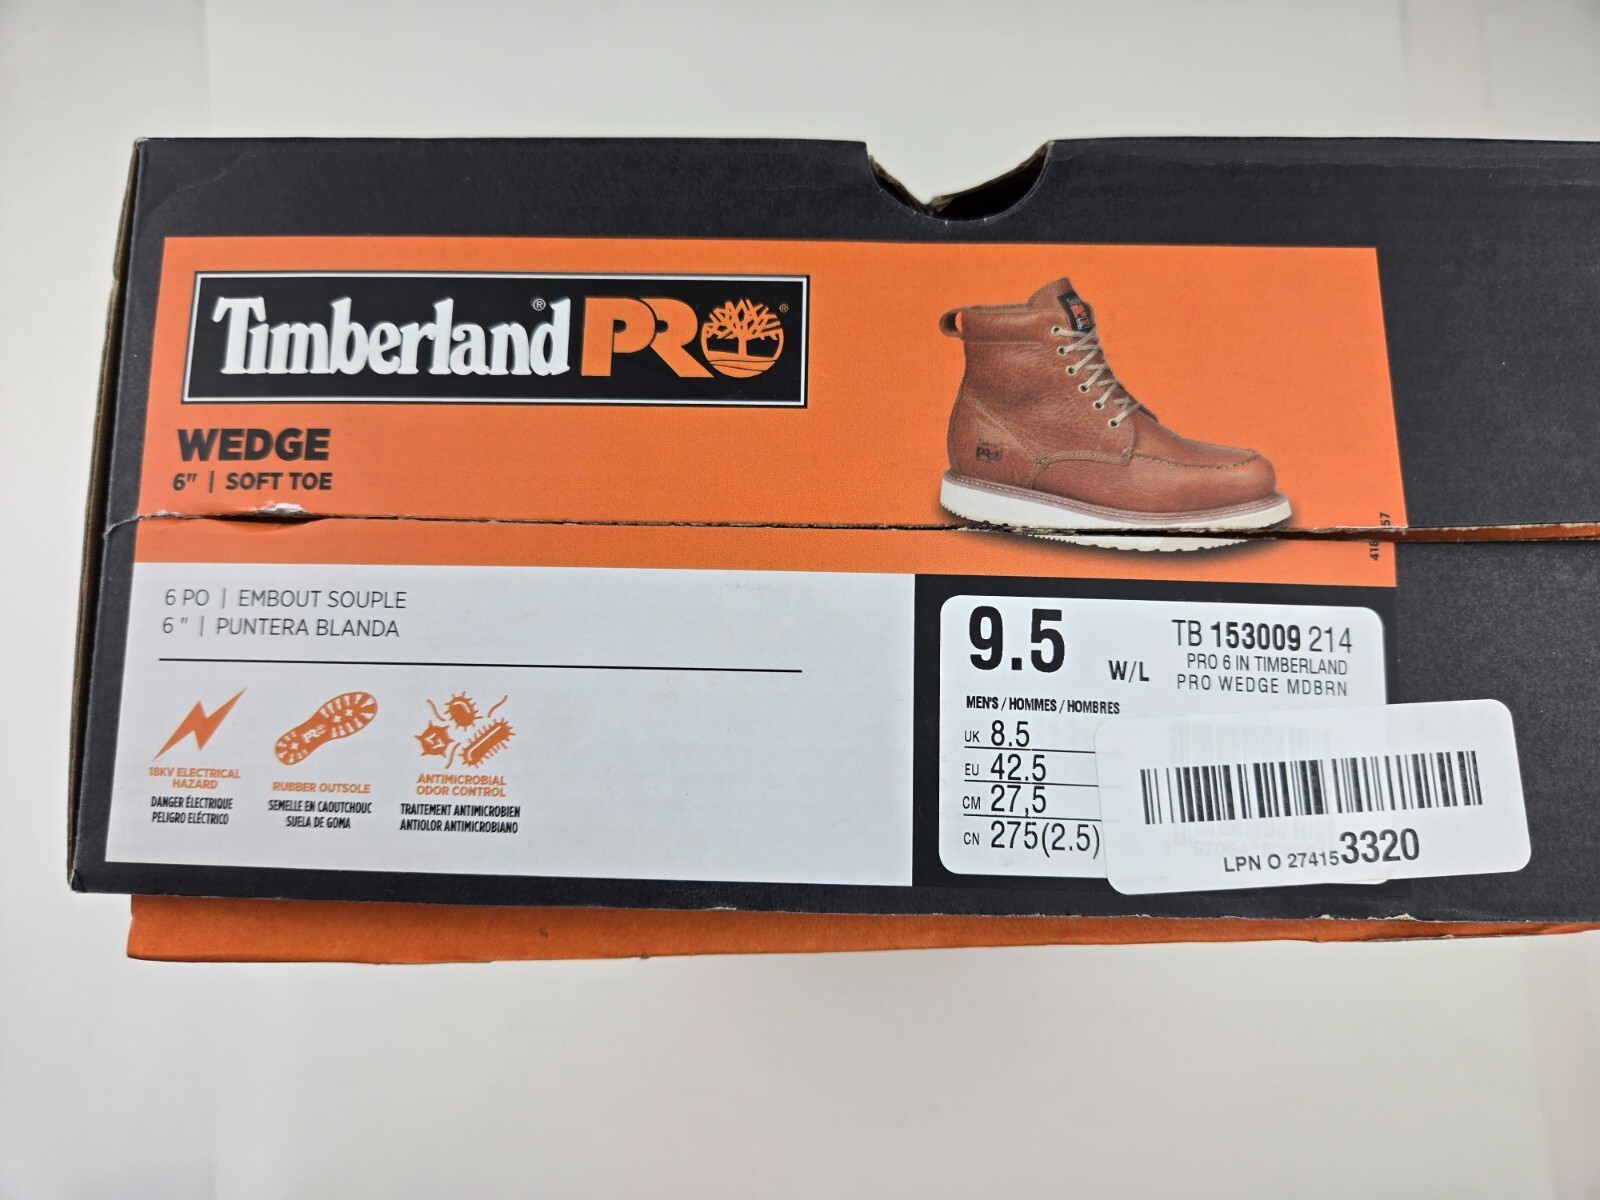 Timberland® PRO®
WEDGE
6" | SOFT TOE
6 PO | EMBOUT SOUPLE
6 " | PUNTERA BLANDA
18KV ELECTRICAL
HAZARD
DANGER ÉLECTRIQUE
PELIGRO ELÉCTRICO
RUBBER OUTSOLE
SEMELLE EN CAOUTCHOUC
SUELA DE GOMA
ANTIMICROBIAL
ODOR CONTROL
TRAITEMENT ANTIMICROBIEN
ANTIOLOR ANTIMICROBIANO
9.5 W/L
TB 153009 214
PRO 6 IN TIMBERLAND
PRO WEDGE MDBRN
MEN'S / HOMMES / HOMBRES
UK 8.5
EU 42.5
CM 27,5
CN 275(2.5)
LPN O 274153320